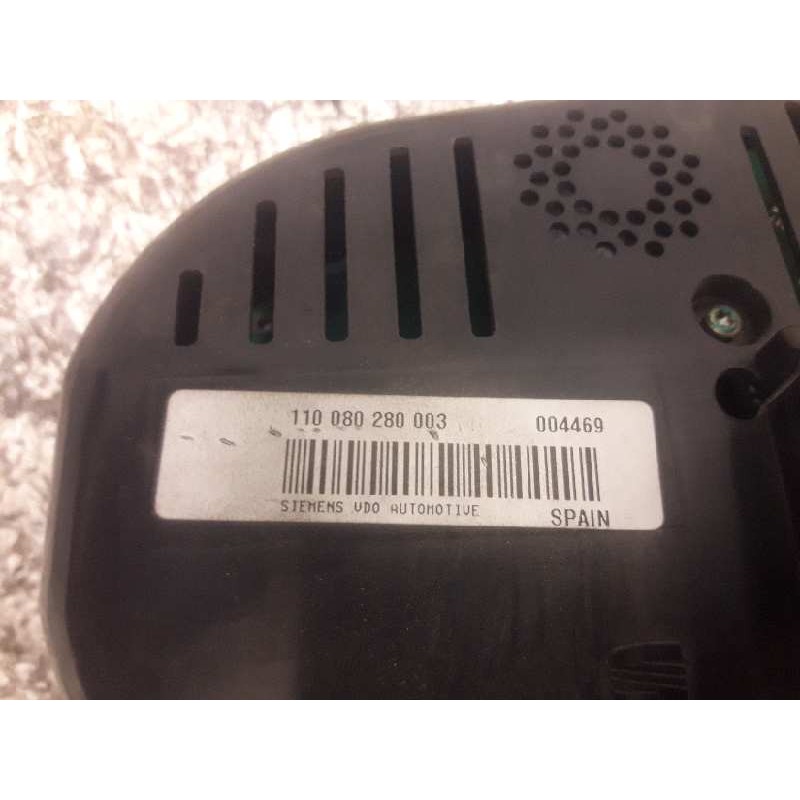 110 080 280 003 004469
SIEMENS VDO AUTOMOTIVE SPAIN